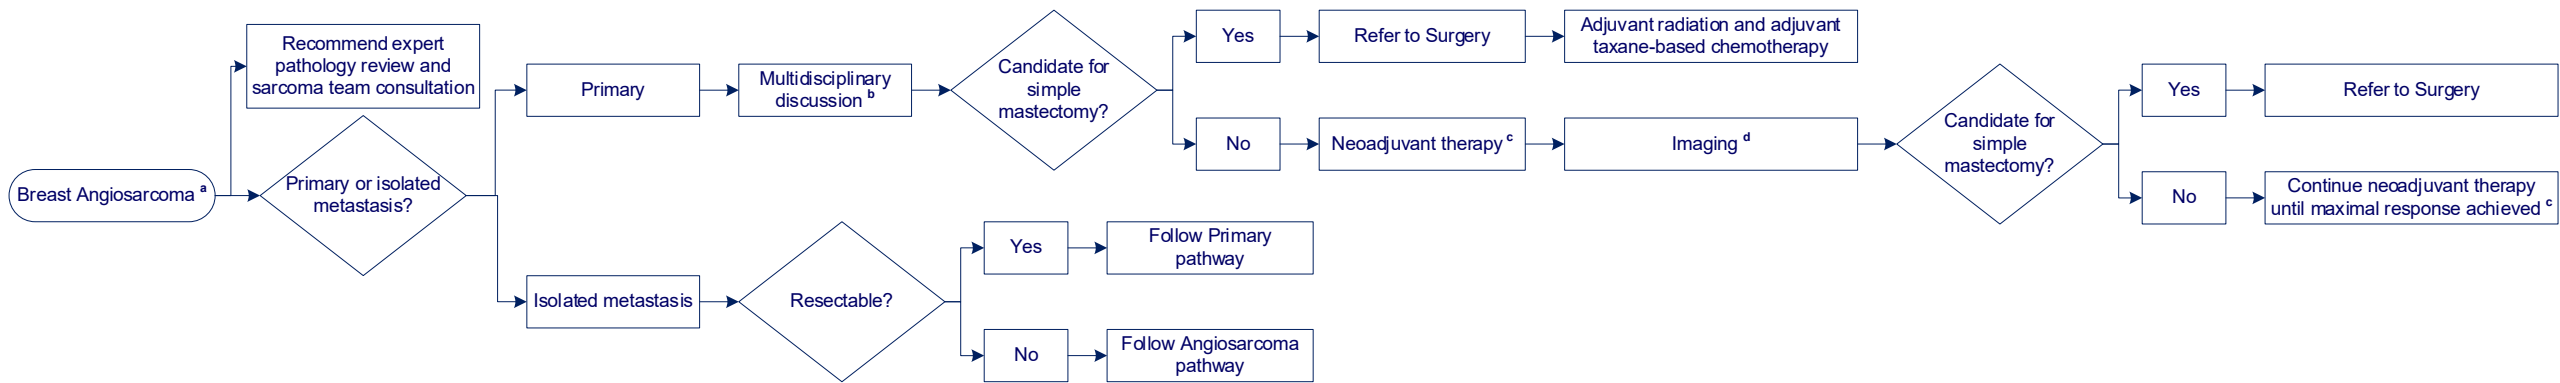 Breast Angiosarcoma a
Recommend expert
pathology review and
sarcoma team consultation
Primary or isolated
metastasis?
Primary
Multidisciplinary
discussion b
Candidate for
simple
mastectomy?
Yes
Refer to Surgery
Adjuvant radiation and adjuvant
taxane-based chemotherapy
No
Neoadjuvant therapy c
Imaging d
Candidate for
simple
mastectomy?
Yes
Refer to Surgery
No
Continue neoadjuvant therapy
until maximal response achieved c
Isolated metastasis
Resectable?
Yes
Follow Primary
pathway
No
Follow Angiosarcoma
pathway